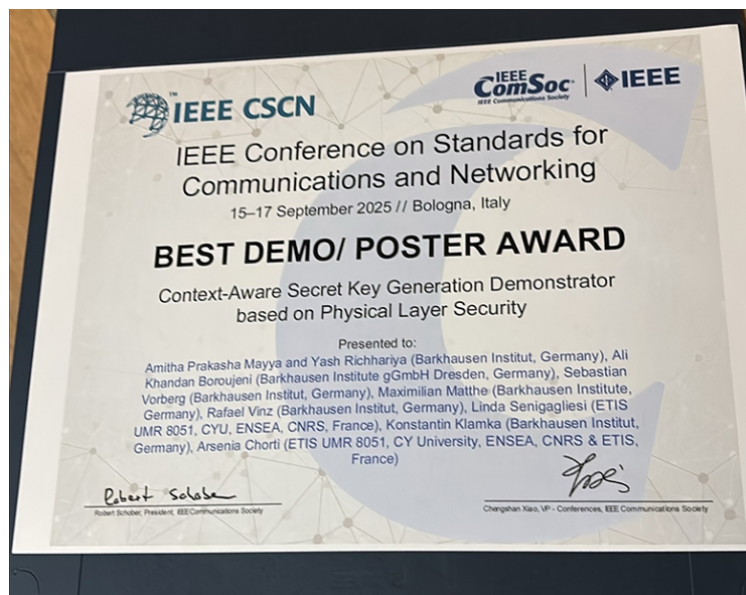 ™
IEEE CSCN
IEEE
ComSoc
IEEE Communications Society
IEEE
IEEE Conference on Standards for
Communications and Networking
15–17 September 2025 // Bologna, Italy
BEST DEMO/ POSTER AWARD
Context-Aware Secret Key Generation Demonstrator
based on Physical Layer Security
Presented to:
Amitha Prakasha Mayya and Yash Richhariya (Barkhausen Institut, Germany), Ali
Khandan Boroujeni (Barkhausen Institute gGmbH Dresden, Germany), Sebastian
Vorberg (Barkhausen Institut, Germany), Maximilian Matthe (Barkhausen Institute,
Germany), Rafael Vinz (Barkhausen Institut, Germany), Linda Senigagliesi (ETIS
UMR 8051, CYU, ENSEA, CNRS, France), Konstantin Klamka (Barkhausen Institut,
Germany), Arsenia Chorti (ETIS UMR 8051, CY University, ENSEA, CNRS & ETIS,
France)
Robert Schober
Robert Schober, President, IEEE Communications Society
Chengshan Xiao, VP - Conferences, IEEE Communications Society